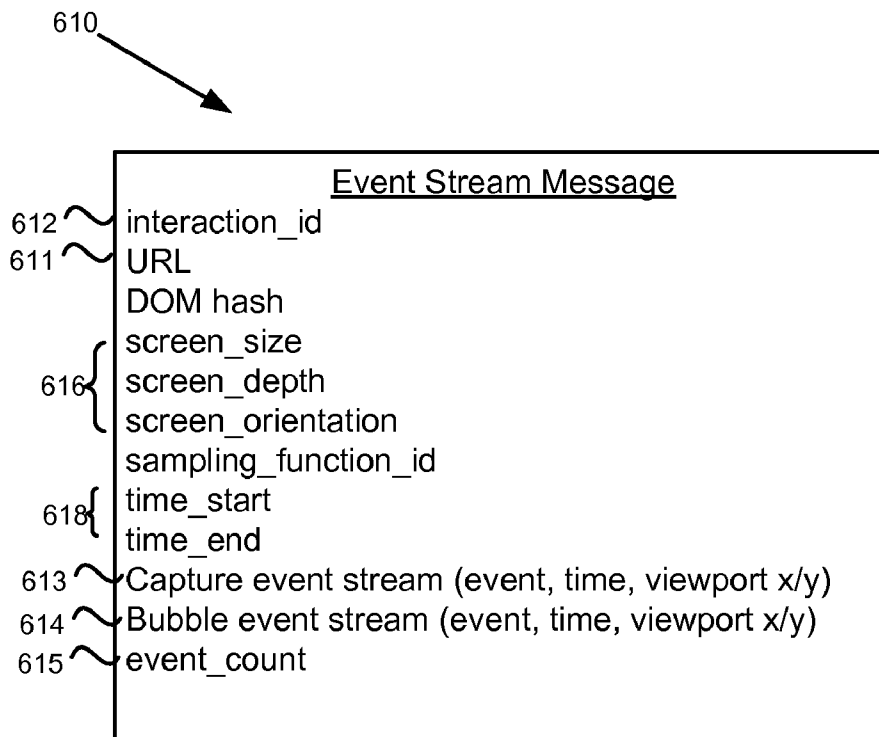 610
Event Stream Message
612 interaction_id
611 URL
DOM hash
screen_size
616 screen_depth
screen_orientation
sampling_function_id
618 time_start
time_end
613 Capture event stream (event, time, viewport x/y)
614 Bubble event stream (event, time, viewport x/y)
615 event_count